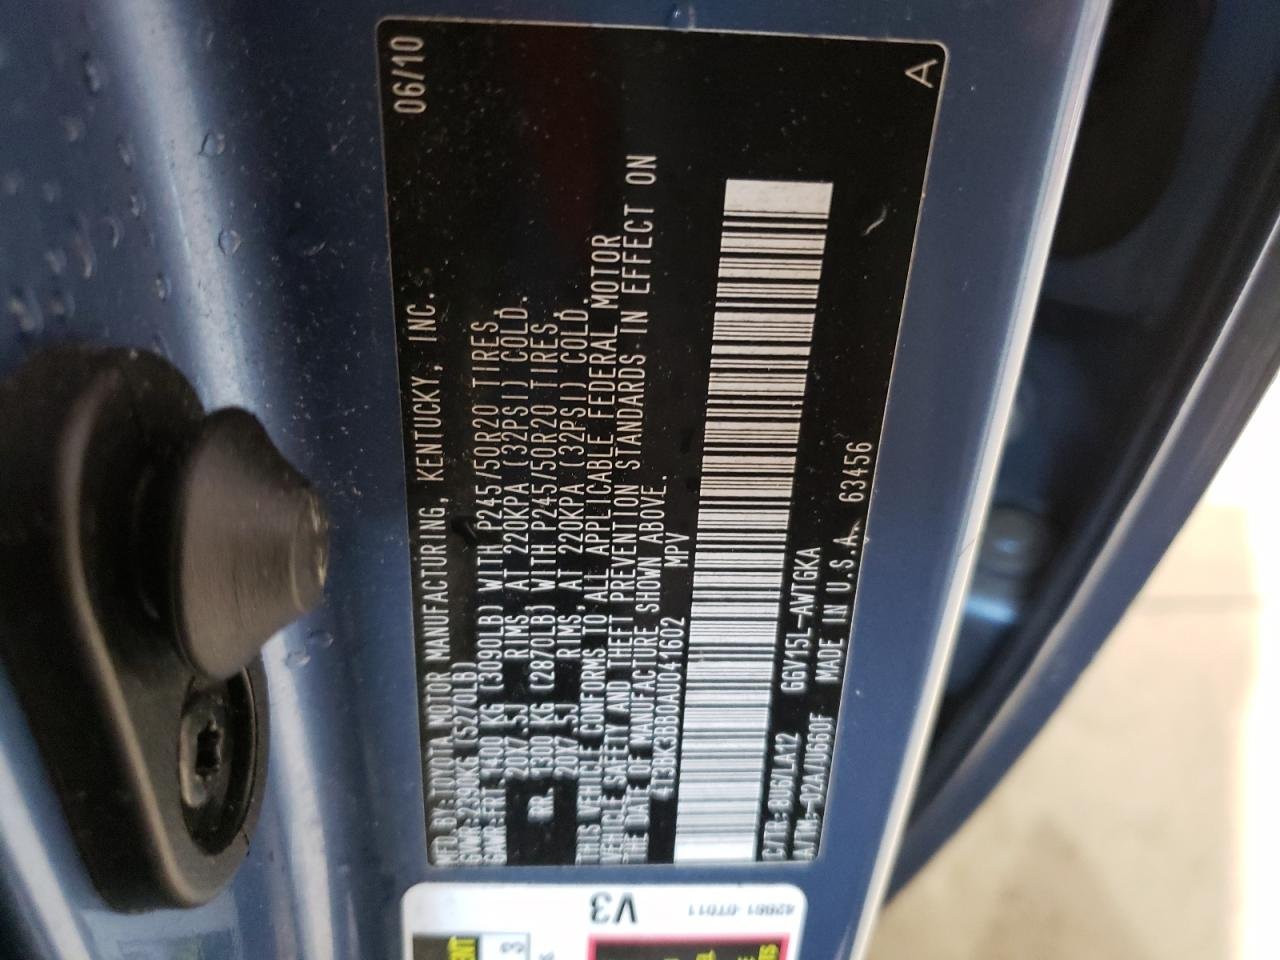 MFD.BY:TOYOTA MOTOR MANUFACTURING, KENTUCKY, INC. 06/10
GVWR:2390KG (5270LB)
GAWR:FRT. 1400 KG (3090LB) WITH P245/50R20 TIRES,
20X7.5J RIMS, AT 220KPA (32PSI) COLD.
RR. 1300 KG (2870LB) WITH P245/50R20 TIRES,
20X7.5J RIMS, AT 220KPA (32PSI) COLD.
THIS VEHICLE CONFORMS TO ALL APPLICABLE FEDERAL MOTOR
VEHICLE SAFETY AND THEFT PREVENTION STANDARDS IN EFFECT ON
THE DATE OF MANUFACTURE SHOWN ABOVE.
4T3BK3BB0AU041602 MPV
C/TR:8U6/LA12 GGV15L-AWTGKA
A/TM:-02A/U660F MADE IN U.S.A. 63456
A
V3
42661-0T011
3